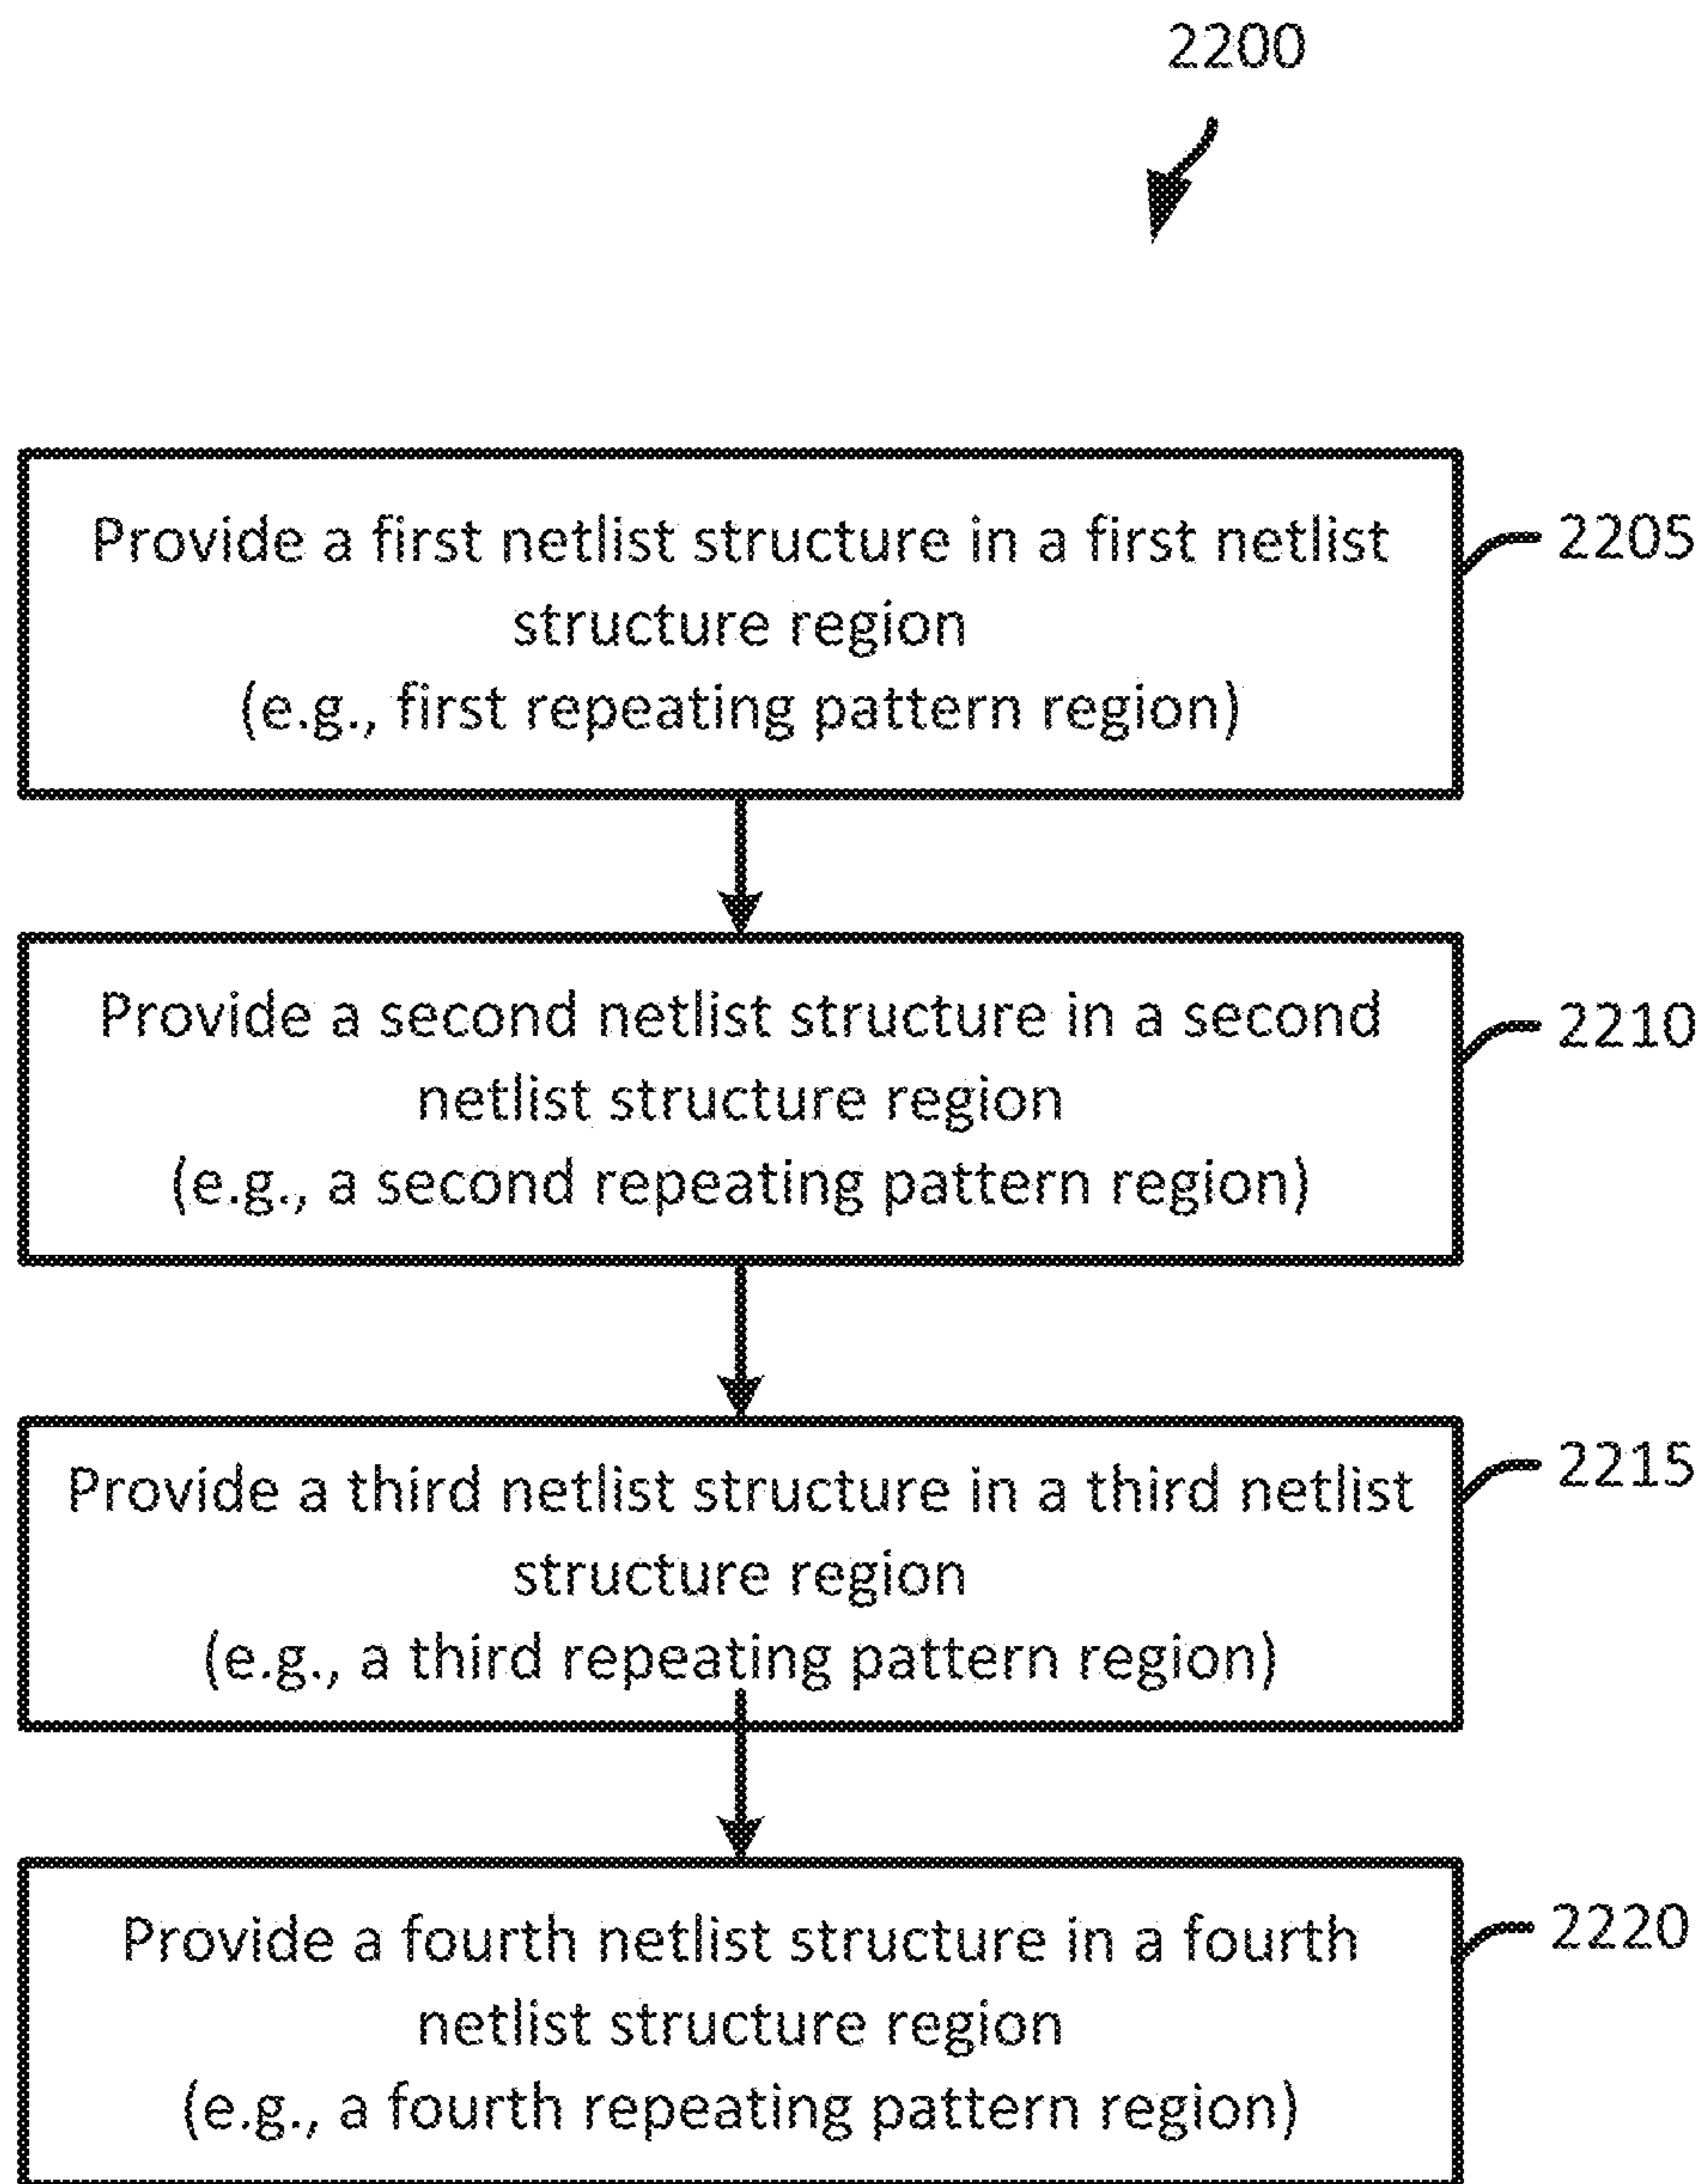 2200
Provide a first netlist structure in a first netlist
structure region
(e.g., first repeating pattern region)
2205
Provide a second netlist structure in a second
netlist structure region
(e.g., a second repeating pattern region)
2210
Provide a third netlist structure in a third netlist
structure region
(e.g., a third repeating pattern region)
2215
Provide a fourth netlist structure in a fourth
netlist structure region
(e.g., a fourth repeating pattern region)
2220